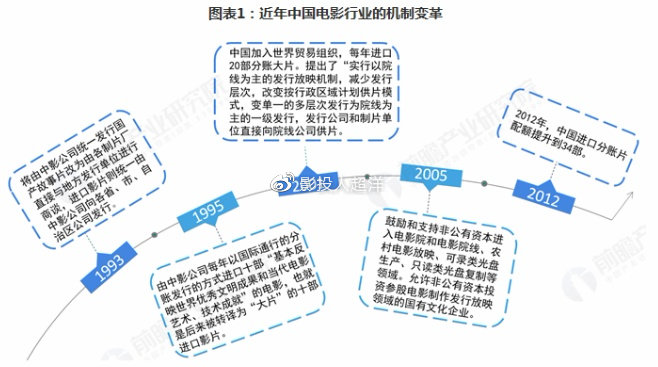 图表1：近年中国电影行业的机制变革
将由中影公司统一发行国
产故事片改为由各制片厂
直接与地方发行单位进行
商谈，进口影片则统一由
中影公司向各省、市、自
治区公司发行。
1993
1995
由中影公司每年以国际通行的分
账发行的方式进口十部“基本反
映世界优秀文明成果和当代电影
艺术、技术成就”的电影，也就
是后来被转译为“大片”的十部
进口影片。
中国加入世界贸易组织，每年进口
20部分账大片。提出了“实行以院
线为主的发行放映机制，减少发行
层次，改变按行政区域计划供片模
式，变单一的多层次发行为院线为
主的一级发行，发行公司和制片单
位直接向院线公司供片。
影投人超洋
2005
鼓励和支持非公有资本进
入电影院和电影院线、农
村电影放映、可录类光盘
生产、只读类光盘复制等
领域。允许非公有资本投
资参股电影制作发行放映
领域的国有文化企业。
2012年，中国进口分账片
配额提升到34部。
2012
前瞻产业研究院